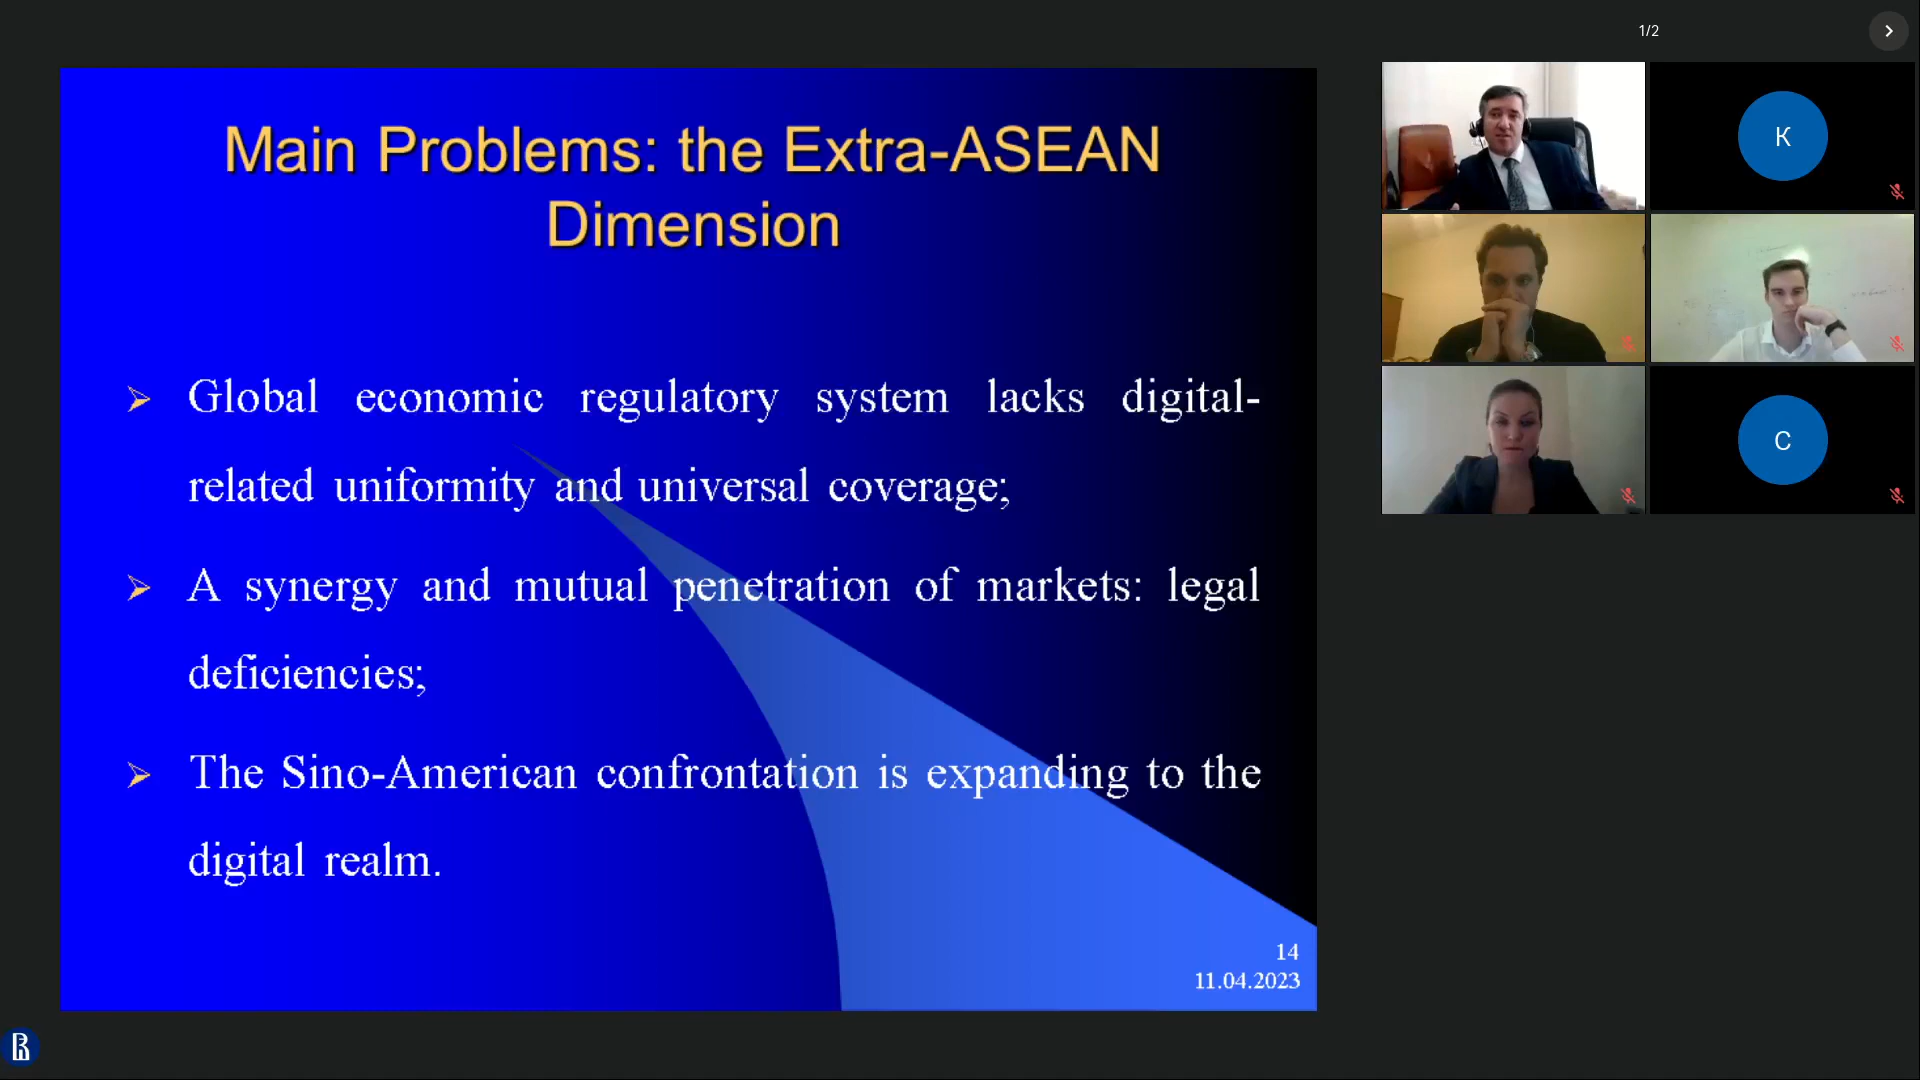 1/2
Main Problems: the Extra-ASEAN
Dimension
Global economic regulatory system lacks digital-
related uniformity and universal coverage;
A synergy and mutual penetration of markets: legal
deficiencies;
The Sino-American confrontation is expanding to the
digital realm.
14
11.04.2023
K
C